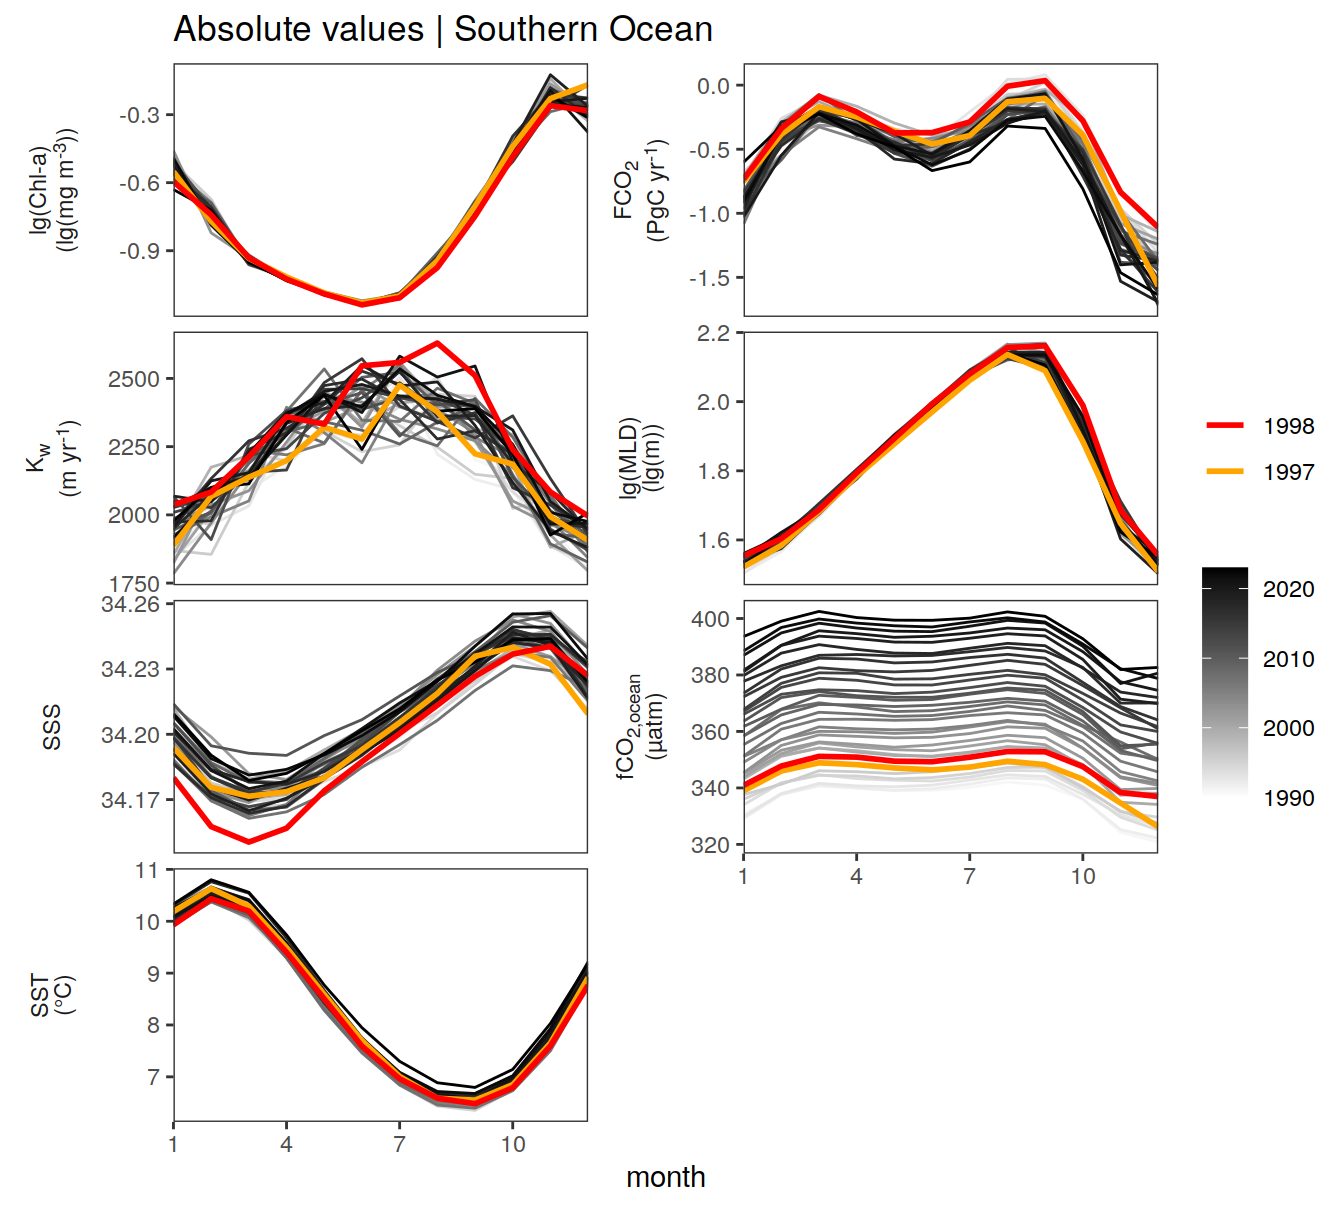 Absolute values | Southern Ocean
lg(Chl-a)
(lg(mg m⁻³))
-0.3
-0.6
-0.9
FCO₂
(PgC yr⁻¹)
0.0
-0.5
-1.0
-1.5
K_w
(m yr⁻¹)
2500
2250
2000
1750
lg(MLD)
(lg(m))
2.2
2.0
1.8
1.6
SSS
34.26
34.23
34.20
34.17
fCO₂,ocean
(µatm)
400
380
360
340
320
1 4 7 10
SST
(°C)
11
10
9
8
7
1 4 7 10
month
1998
1997
2020
2010
2000
1990